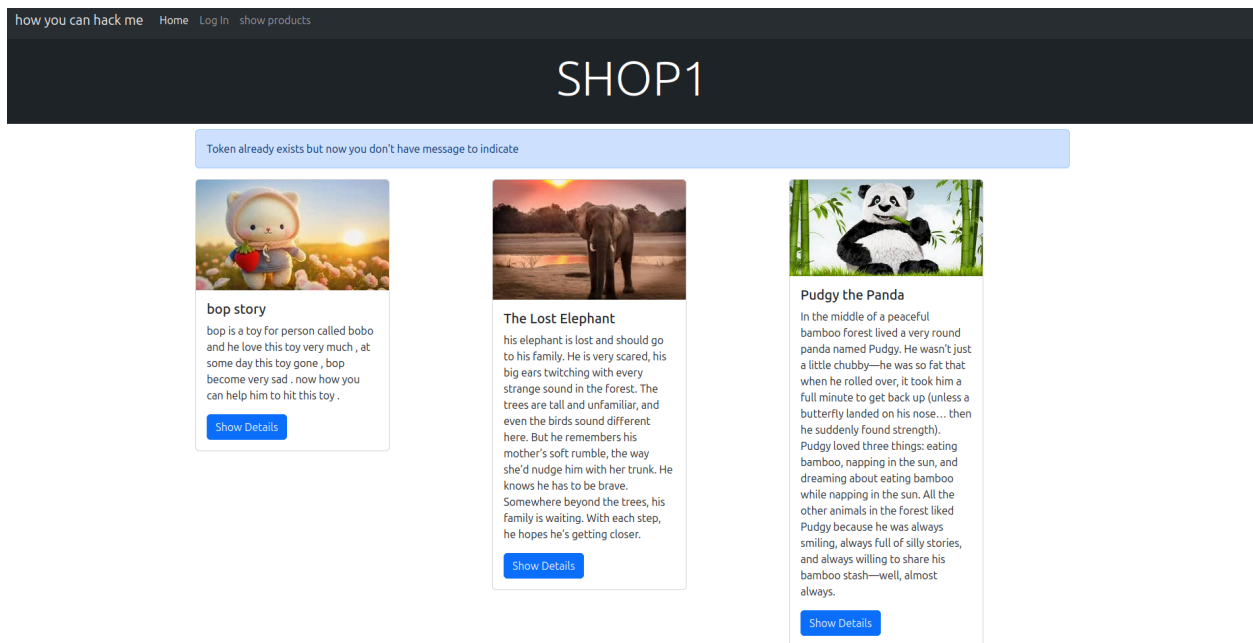 how you can hack me Home Log In show products
SHOP1
Token already exists but now you don't have message to indicate
bop story
bop is a toy for person called bobo
and he love this toy very much , at
some day this toy gone , bop
become very sad . now how you
can help him to hit this toy .
Show Details
The Lost Elephant
his elephant is lost and should go
to his family. He is very scared, his
big ears twitching with every
strange sound in the forest. The
trees are tall and unfamiliar, and
even the birds sound different
here. But he remembers his
mother’s soft rumble, the way
she’d nudge him with her trunk. He
knows he has to be brave.
Somewhere beyond the trees, his
family is waiting. With each step,
he hopes he’s getting closer.
Show Details
Pudgy the Panda
In the middle of a peaceful
bamboo forest lived a very round
panda named Pudgy. He wasn’t just
a little chubby—he was so fat that
when he rolled over, it took him a
full minute to get back up (unless a
butterfly landed on his nose… then
he suddenly found strength).
Pudgy loved three things: eating
bamboo, napping in the sun, and
dreaming about eating bamboo
while napping in the sun. All the
other animals in the forest liked
Pudgy because he was always
smiling, always full of silly stories,
and always willing to share his
bamboo stash—well, almost
always.
Show Details